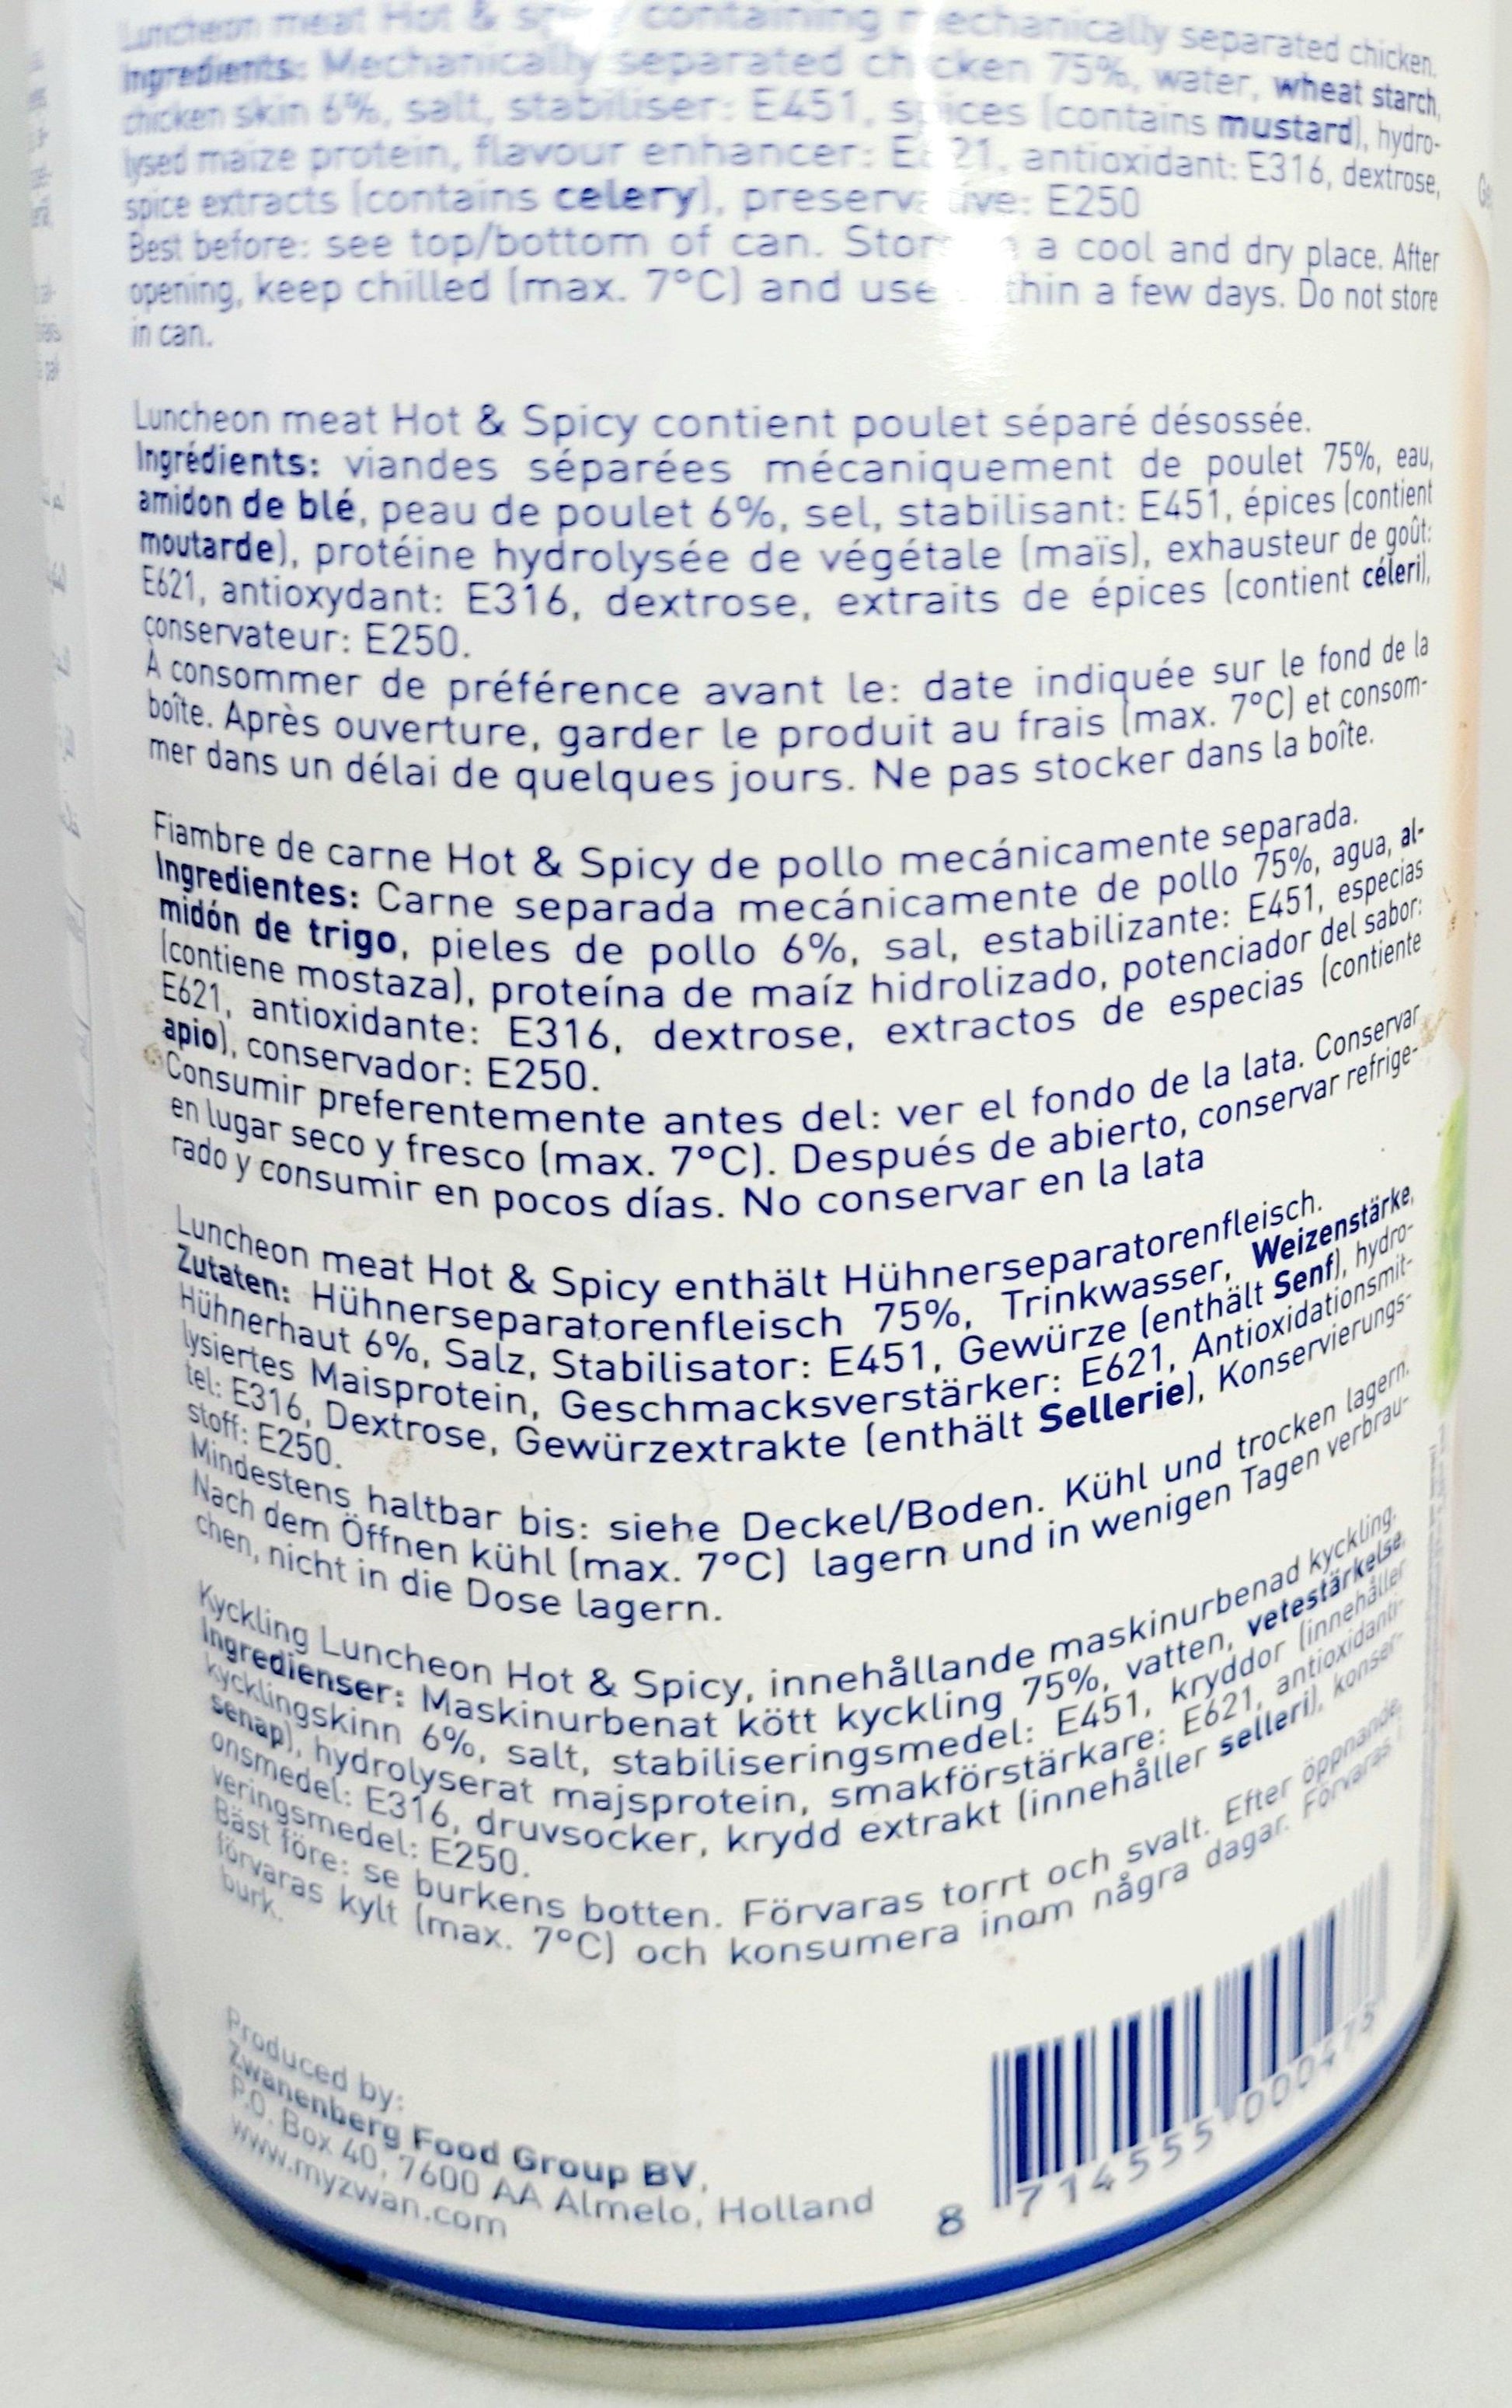 Luncheon meat Hot & containing mechanically separated chicken.
Ingredients: Mechanically separated chicken 75%, water, wheat starch,
chicken skin 6%, salt, stabiliser: E451, spices (contains mustard), hydro-
lysed maize protein, flavour enhancer: antioxidant: E316, dextrose,
spice extracts (contains celery), preservative: E250
Best before: see top/bottom of can. a cool and dry place. After
opening, keep chilled (max. 7°C) and use a few days. Do not store
in can.
Luncheon meat Hot & Spicy contient poulet séparé désossée.
Ingrédients: viandes séparées mécaniquement de poulet 75%, eau,
amidon de blé, peau de poulet 6%, sel, stabilisant: E451, épices (contient
moutarde), protéine hydrolysée de végétale (maïs), exhausteur de goût:
E621, antioxydant: E316, dextrose, extraits de épices (contient céleri),
conservateur: E250.
À consommer de préférence avant le: date indiquée sur le fond de la
boîte. Après ouverture, garder le produit au frais (max. 7°C) et consom-
mer dans un délai de quelques jours. Ne pas stocker dans la boîte.
Fiambre de carne Hot & Spicy de pollo mecánicamente separada.
Ingredientes: Carne separada mecánicamente de pollo 75%, agua, al-
midón de trigo, pieles de pollo 6%, sal, estabilizante: E451, especias
(contiene mostaza), proteína de maíz hidrolizado, potenciador del sabor:
E621, antioxidante: E316, dextrose, extractos de especias (contiente
apio), conservador: E250.
Consumir preferentemente antes del: ver el fondo de la lata. Conservar
en lugar seco y fresco (max. 7°C). Después de abierto, conservar refrige-
rado y consumir en pocos días. No conservar en la lata
Luncheon meat Hot & Spicy enthält Hühnerseparatorenfleisch.
Zutaten: Hühnerseparatorenfleisch 75%, Trinkwasser, Weizenstärke,
Hühnerhaut 6%, Salz, Stabilisator: E451, Gewürze (enthält Senf), hydro-
lysiertes Maisprotein, Geschmacksverstärker: E621, Antioxidationsmit-
tel: E316, Dextrose, Gewürzextrakte (enthält Sellerie), Konservierungs-
stoff: E250.
Mindestens haltbar bis: siehe Deckel/Boden. Kühl und trocken lagern.
Nach dem Öffnen kühl (max. 7°C) lagern und in wenigen Tagen verbrau-
chen, nicht in die Dose lagern.
Kyckling Luncheon Hot & Spicy, innehållande maskinurbenad kyckling.
Ingredienser: Maskinurbenat kött kyckling 75%, vatten, vetestärkelse,
kycklingskinn 6%, salt, stabiliseringsmedel: E451, kryddor (innehåller
senap), hydrolyserat majsprotein, smakförstärkare: E621, antioxidanti-
onsmedel: E316, druvsocker, krydd extrakt (innehåller selleri), konser-
veringsmedel: E250.
Bäst före: se burkens botten. Förvaras torrt och svalt. Efter öppnande,
förvaras kylt (max. 7°C) och konsumera inom några dagar. Förvaras i
burk.
Produced by:
Zwanenberg Food Group BV,
P.O. Box 40, 7600 AA Almelo, Holland
www.myzwan.com
8 714555 000475